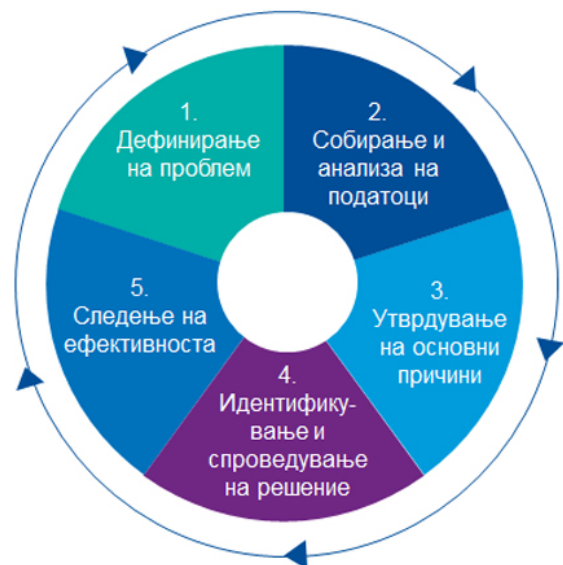 1.
Дефинирање
на проблем
2.
Собирање и
анализа на
податоци
3.
Утврдување
на основни
причини
4.
Идентифику-
вање и
спроведување
на решение
5.
Следење на
ефективноста